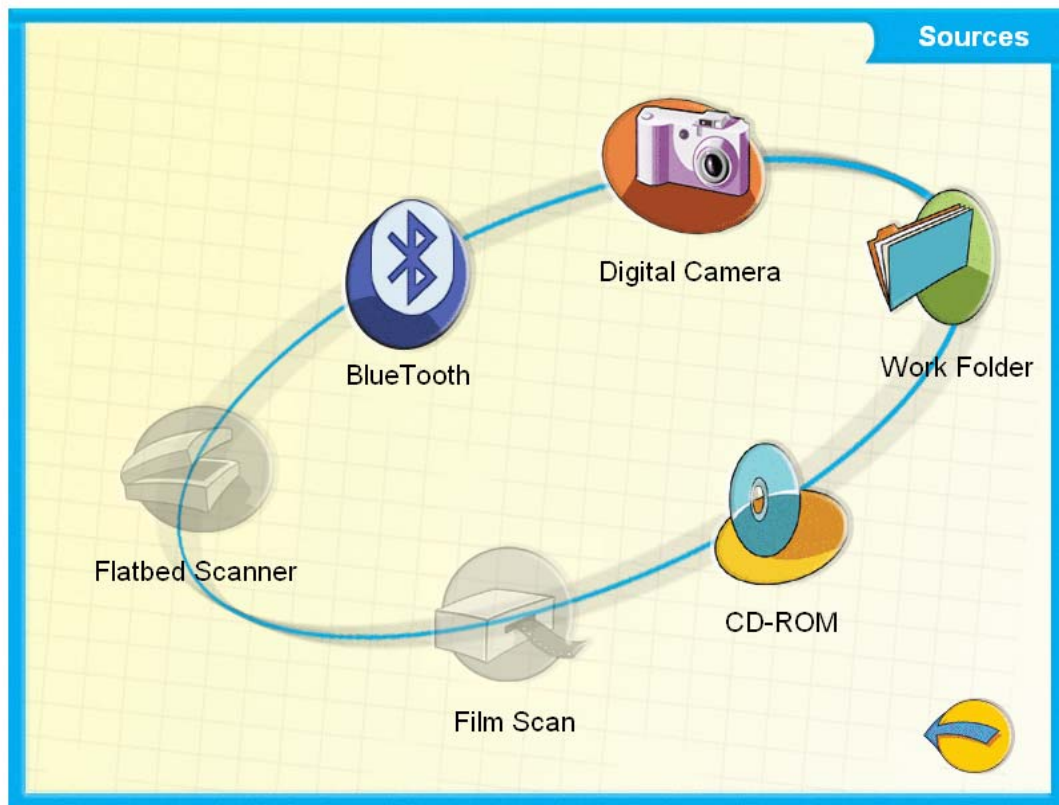 Sources
Digital Camera
Work Folder
BlueTooth
Flatbed Scanner
CD-ROM
Film Scan